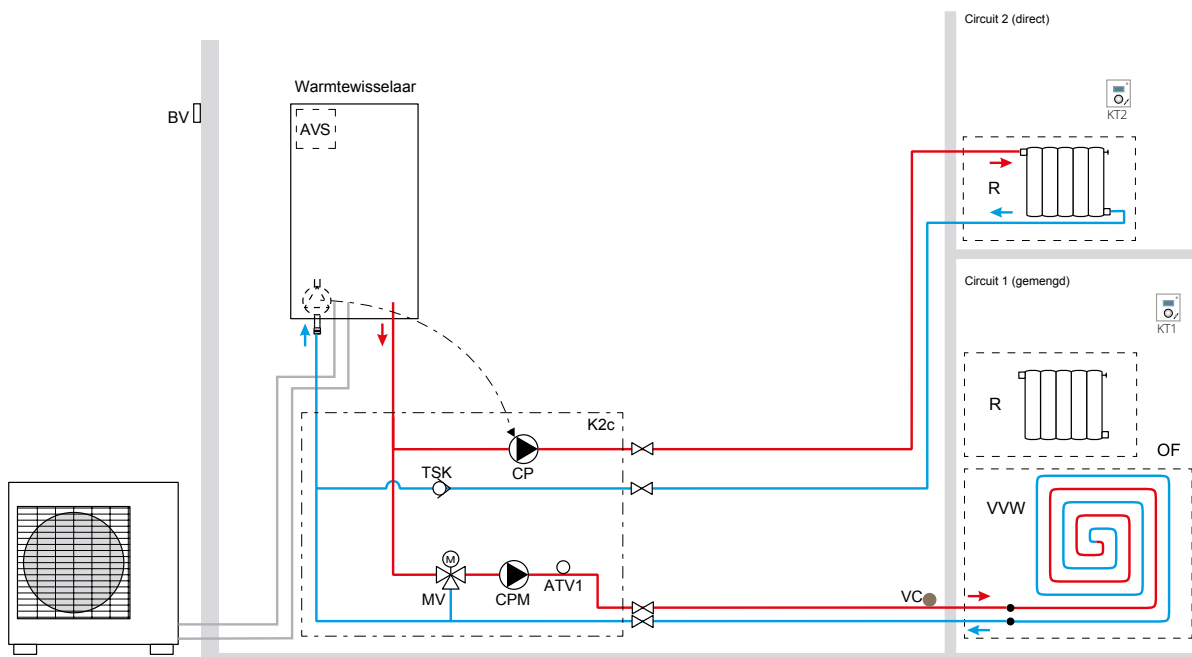 Circuit 2 (direct)
Warmtewisselaar
BV
AVS
KT2
R
Circuit 1 (gemengd)
KT1
R
K2c
OF
TSK
CP
VVW
M
MV
CPM
ATV1
VC